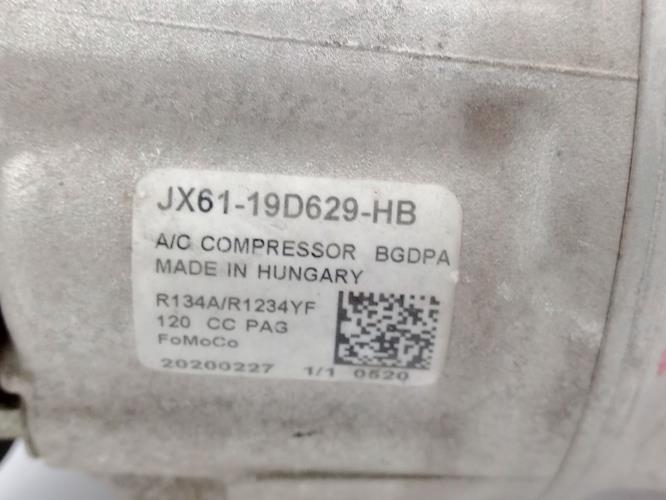 JX61-19D629-HB
A/C COMPRESSOR BGDPA
MADE IN HUNGARY
R134A/R1234YF
120 CC PAG
FoMoCo
20200227 1/1 0520